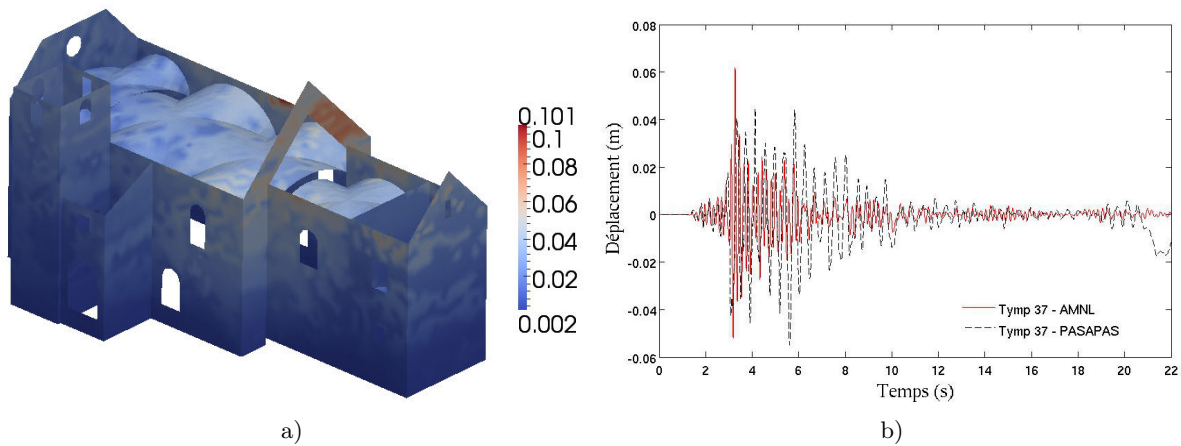 0.101
0.1
0.08
0.06
0.04
0.02
0.002
a)
0.08
0.06
0.04
0.02
0
-0.02
-0.04
-0.06
Déplacement (m)
Tymp 37 - AMNL
Tymp 37 - PASAPAS
0 2 4 6 8 10 12 14 16 18 20 22
Temps (s)
b)